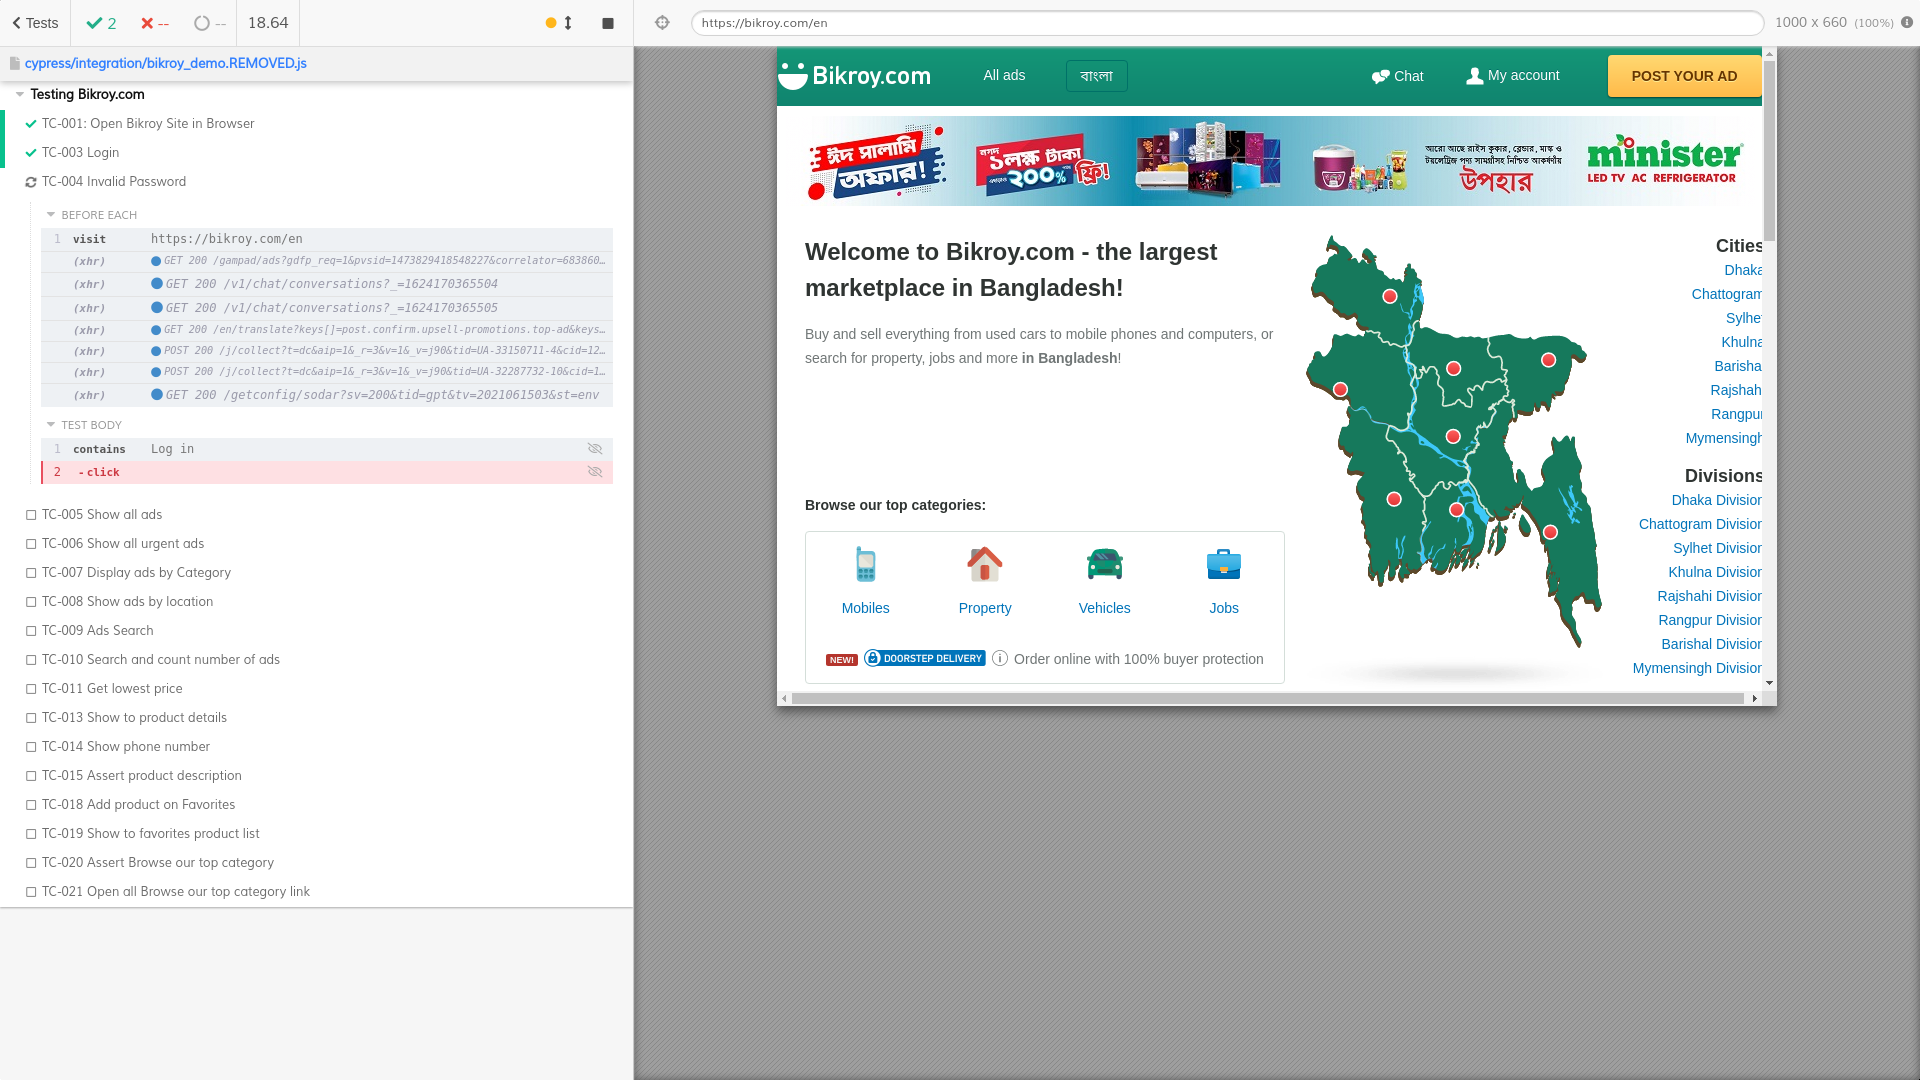 Tests
2
--
--
18.64
https://bikroy.com/en
1000 x 660 (100%)
cypress/integration/bikroy_demo.REMOVED.js
Testing Bikroy.com
TC-001: Open Bikroy Site in Browser
TC-003 Login
TC-004 Invalid Password
BEFORE EACH
1 visit https://bikroy.com/en
(xhr) GET 200 /gampad/ads?gdfp_req=1&pvsid=1473829418548227&correlator=683860…
(xhr) GET 200 /v1/chat/conversations?_=1624170365504
(xhr) GET 200 /v1/chat/conversations?_=1624170365505
(xhr) GET 200 /en/translate?keys[]=post.confirm.upsell-promotions.top-ad&keys…
(xhr) POST 200 /j/collect?t=dc&aip=1&_r=3&v=1&_v=j90&tid=UA-33150711-4&cid=12…
(xhr) POST 200 /j/collect?t=dc&aip=1&_r=3&v=1&_v=j90&tid=UA-32287732-10&cid=1…
(xhr) GET 200 /getconfig/sodar?sv=200&tid=gpt&tv=2021061503&st=env
TEST BODY
1 contains Log in
2 - click
TC-005 Show all ads
TC-006 Show all urgent ads
TC-007 Display ads by Category
TC-008 Show ads by location
TC-009 Ads Search
TC-010 Search and count number of ads
TC-011 Get lowest price
TC-013 Show to product details
TC-014 Show phone number
TC-015 Assert product description
TC-018 Add product on Favorites
TC-019 Show to favorites product list
TC-020 Assert Browse our top category
TC-021 Open all Browse our top category link
Bikroy.com
All ads
বাংলা
Chat
My account
POST YOUR AD
ঈদ সালামি
অফার!
নগদ
১লক্ষ টাকা
২০০% ফ্রি!
আরো আছে রাইস কুকার, ব্লেন্ডার, মাস্ক ও
টয়লেট্রিজ পণ্য সামগ্রীসহ নিশ্চিত আকর্ষণীয়
উপহার
minister
LED TV AC REFRIGERATOR
Welcome to Bikroy.com - the largest
marketplace in Bangladesh!
Buy and sell everything from used cars to mobile phones and computers, or
search for property, jobs and more in Bangladesh!
Browse our top categories:
Mobiles
Property
Vehicles
Jobs
NEW! DOORSTEP DELIVERY Order online with 100% buyer protection
Cities
Dhaka
Chattogram
Sylhet
Khulna
Barisha
Rajshah
Rangpur
Mymensingh
Divisions
Dhaka Division
Chattogram Division
Sylhet Division
Khulna Division
Rajshahi Division
Rangpur Division
Barishal Division
Mymensingh Division